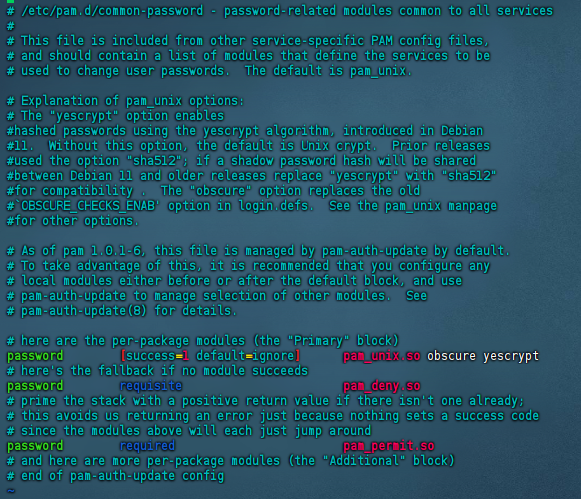 # /etc/pam.d/common-password - password-related modules common to all services
#
# This file is included from other service-specific PAM config files,
# and should contain a list of modules that define the services to be
# used to change user passwords.  The default is pam_unix.

# Explanation of pam_unix options:
# The "yescrypt" option enables
#hashed passwords using the yescrypt algorithm, introduced in Debian
#11.  Without this option, the default is Unix crypt.  Prior releases
#used the option "sha512"; if a shadow password hash will be shared
#between Debian 11 and older releases replace "yescrypt" with "sha512"
#for compatibility .  The "obscure" option replaces the old
#`OBSCURE_CHECKS_ENAB' option in login.defs.  See the pam_unix manpage
#for other options.

# As of pam 1.0.1-6, this file is managed by pam-auth-update by default.
# To take advantage of this, it is recommended that you configure any
# local modules either before or after the default block, and use
# pam-auth-update to manage selection of other modules.  See
# pam-auth-update(8) for details.

# here are the per-package modules (the "Primary" block)
password        [success=1 default=ignore]      pam_unix.so obscure yescrypt
# here's the fallback if no module succeeds
password        requisite                       pam_deny.so
# prime the stack with a positive return value if there isn't one already;
# this avoids us returning an error just because nothing sets a success code
# since the modules above will each just jump around
password        required                        pam_permit.so
# and here are more per-package modules (the "Additional" block)
# end of pam-auth-update config
~